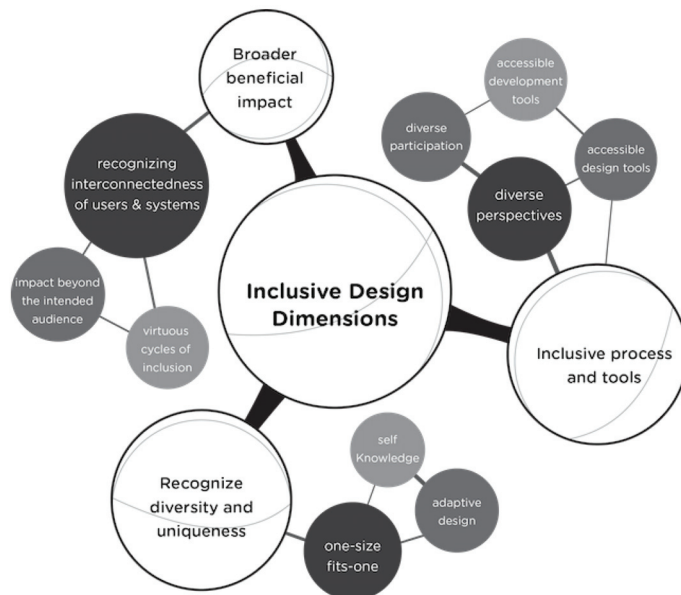 Broader
beneficial
impact
recognizing
interconnectedness
of users & systems
impact beyond
the intended
audience
virtuous
cycles of
inclusion
accessible
development
tools
diverse
participation
accessible
design tools
diverse
perspectives
Inclusive Design
Dimensions
Inclusive process
and tools
Recognize
diversity and
uniqueness
self
Knowledge
adaptive
design
one-size
fits-one